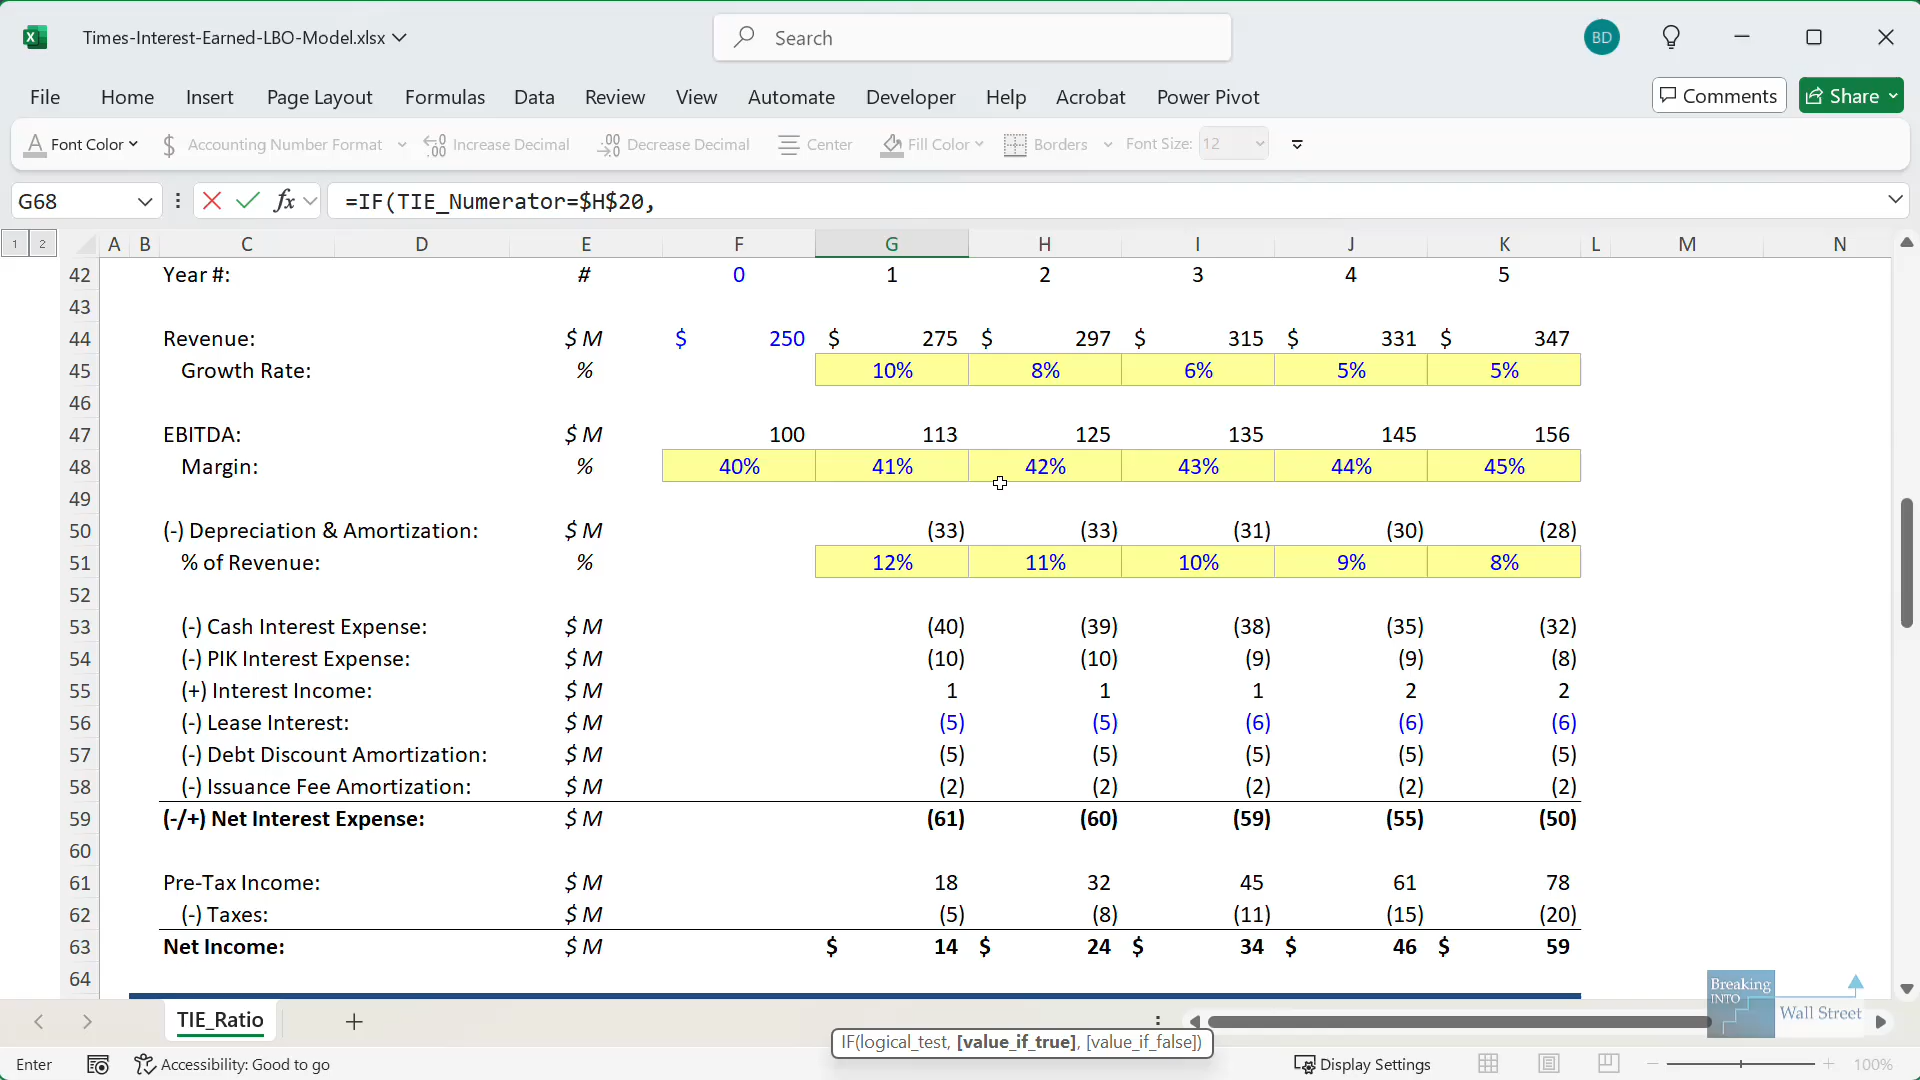 Times-Interest-Earned-LBO-Model.xlsx
Search
BD
File Home Insert Page Layout Formulas Data Review View Automate Developer Help Acrobat Power Pivot
Comments Share
Font Color Accounting Number Format Increase Decimal Decrease Decimal Center Fill Color Borders Font Size: 12
G68 fx =IF(TIE_Numerator=$H$20,
1 2 A B C D E F G H I J K L M N
42 Year #: # 0 1 2 3 4 5
43
44 Revenue: $ M $ 250 $ 275 $ 297 $ 315 $ 331 $ 347
45 Growth Rate: % 10% 8% 6% 5% 5%
46
47 EBITDA: $ M 100 113 125 135 145 156
48 Margin: % 40% 41% 42% 43% 44% 45%
49
50 (-) Depreciation & Amortization: $ M (33) (33) (31) (30) (28)
51 % of Revenue: % 12% 11% 10% 9% 8%
52
53 (-) Cash Interest Expense: $ M (40) (39) (38) (35) (32)
54 (-) PIK Interest Expense: $ M (10) (10) (9) (9) (8)
55 (+) Interest Income: $ M 1 1 1 2 2
56 (-) Lease Interest: $ M (5) (5) (6) (6) (6)
57 (-) Debt Discount Amortization: $ M (5) (5) (5) (5) (5)
58 (-) Issuance Fee Amortization: $ M (2) (2) (2) (2) (2)
59 (-/+) Net Interest Expense: $ M (61) (60) (59) (55) (50)
60
61 Pre-Tax Income: $ M 18 32 45 61 78
62 (-) Taxes: $ M (5) (8) (11) (15) (20)
63 Net Income: $ M $ 14 $ 24 $ 34 $ 46 $ 59
64
Breaking
INTO
Wall Street
TIE_Ratio
IF(logical_test, [value_if_true], [value_if_false])
Enter Accessibility: Good to go Display Settings 100%